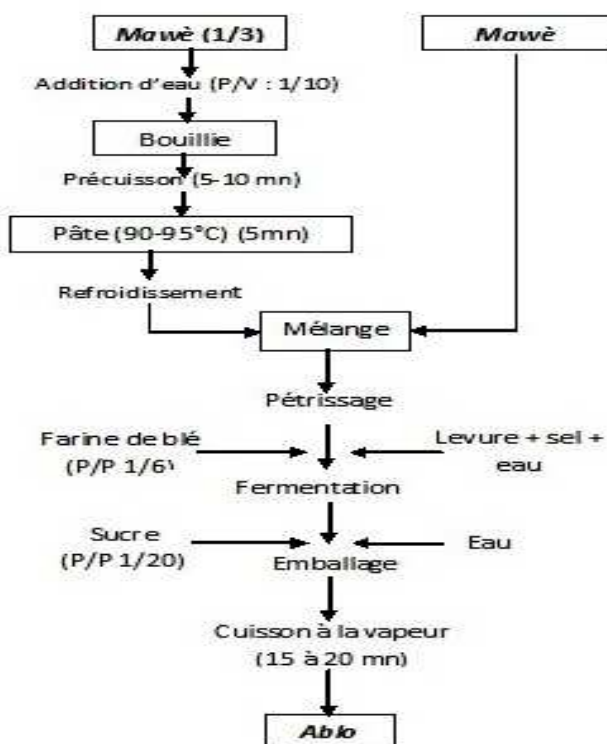 Mawè (1/3)
Mawè
Addition d'eau (P/V : 1/10)
Bouillie
Précuisson (5-10 mn)
Pâte (90-95°C) (5mn)
Refroidissement
Mélange
Pétrissage
Farine de blé
(P/P 1/6)
Levure + sel +
eau
Fermentation
Sucre
(P/P 1/20)
Eau
Emballage
Cuisson à la vapeur
(15 à 20 mn)
Ablo